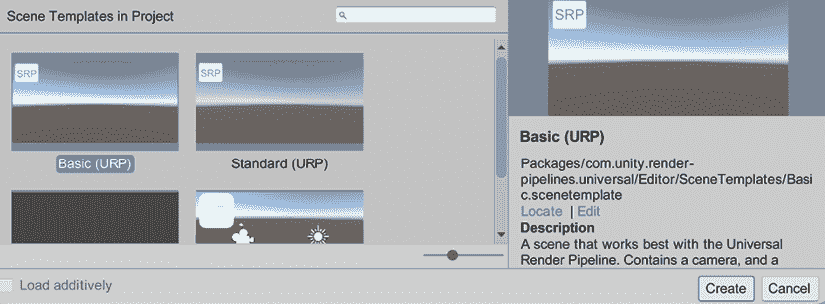 Scene Templates in Project
SRP
SRP
SRP
Basic (URP)
Standard (URP)
Basic (URP)
Packages/com.unity.render-
pipelines.universal/Editor/SceneTemplates/Basi
c.scenetemplate
Locate | Edit
Description
A scene that works best with the Universal
Render Pipeline. Contains a camera, and a
Load additively
Create
Cancel